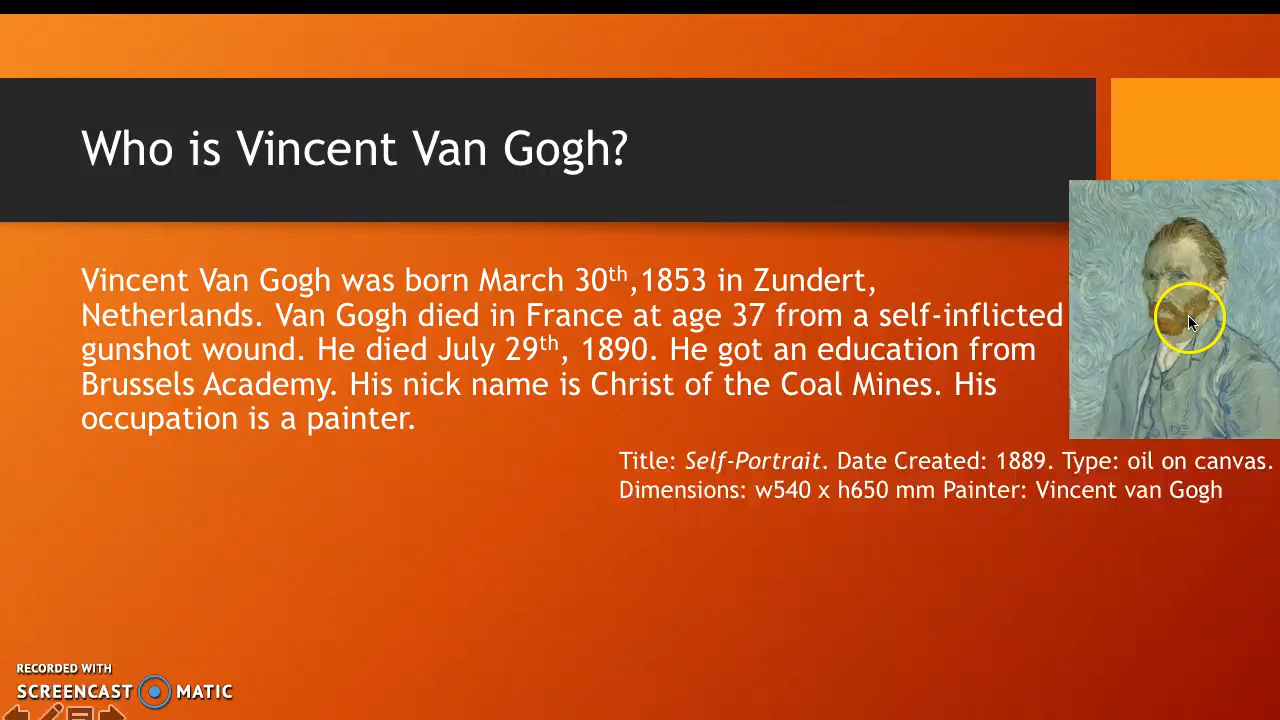 Who is Vincent Van Gogh?
Vincent Van Gogh was born March 30th,1853 in Zundert,
Netherlands. Van Gogh died in France at age 37 from a self-inflicted
gunshot wound. He died July 29th, 1890. He got an education from
Brussels Academy. His nick name is Christ of the Coal Mines. His
occupation is a painter.
Title: Self-Portrait. Date Created: 1889. Type: oil on canvas.
Dimensions: w540 x h650 mm Painter: Vincent van Gogh
RECORDED WITH
SCREENCAST MATIC